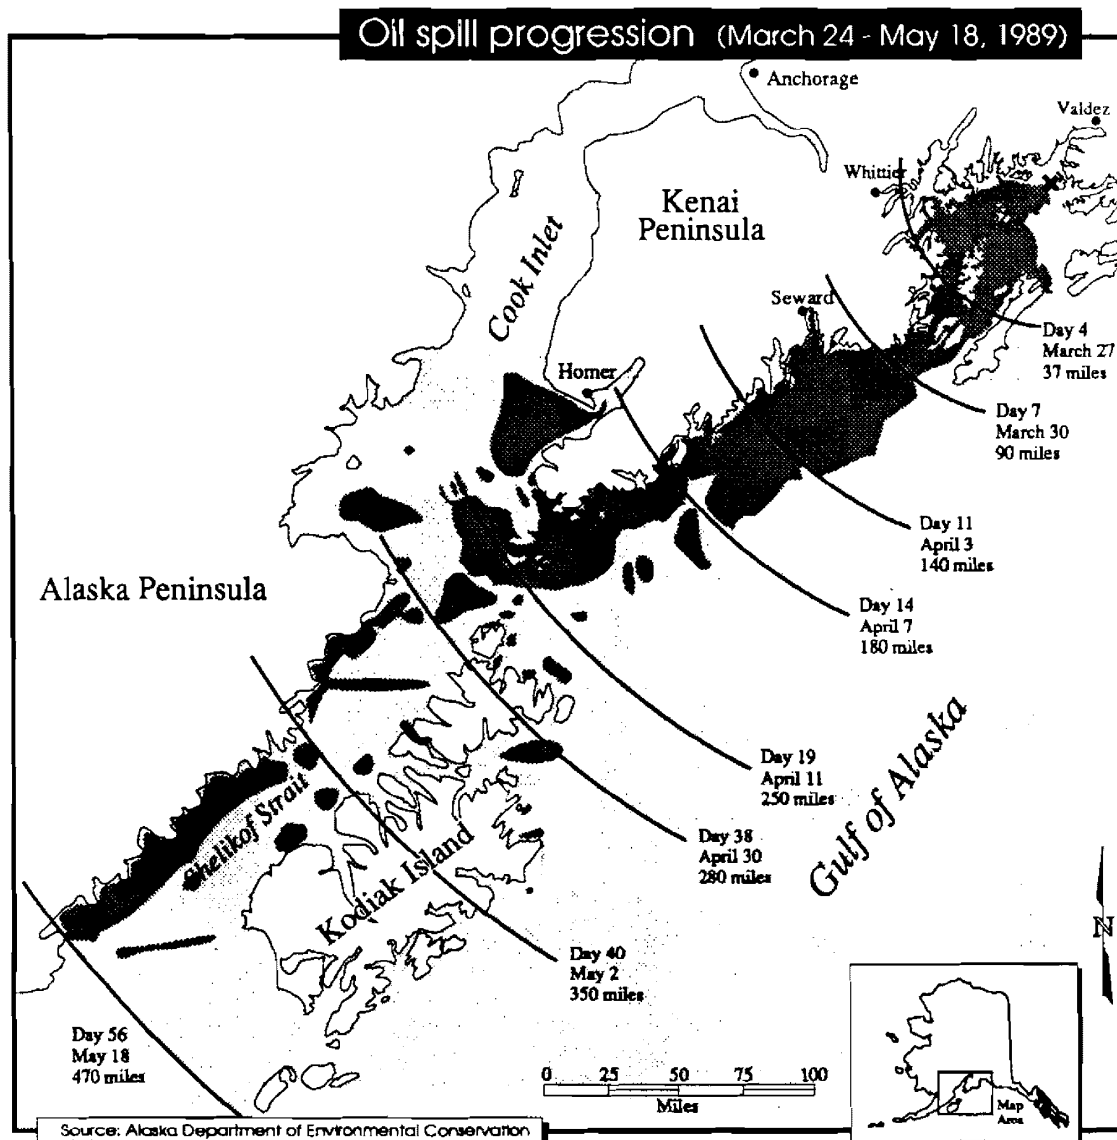 Oil spill progression (March 24 - May 18, 1989)
Anchorage
Valdez
Whittier
Kenai
Peninsula
Cook Inlet
Seward
Day 4
March 27
37 miles
Homer
Day 7
March 30
90 miles
Day 11
April 3
140 miles
Alaska Peninsula
Day 14
April 7
180 miles
Day 19
April 11
250 miles
Gulf of Alaska
Shelikof Strait
Day 38
April 30
280 miles
Kodiak Island
N
Day 40
May 2
350 miles
Day 56
May 18
470 miles
0 25 50 75 100
Miles
Map
Area
Source: Alaska Department of Environmental Conservation